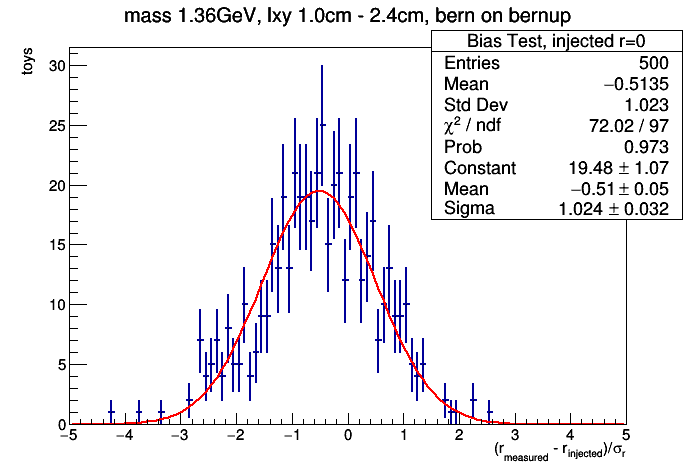 mass 1.36GeV, lxy 1.0cm - 2.4cm, bern on bernup
Bias Test, injected r=0
Entries 500
Mean −0.5135
Std Dev 1.023
χ² / ndf 72.02 / 97
Prob 0.973
Constant 19.48 ± 1.07
Mean −0.51 ± 0.05
Sigma 1.024 ± 0.032
toys
30
25
20
15
10
5
0
−5 −4 −3 −2 −1 0 1 2 3 4 5
(r_measured - r_injected)/σ_r